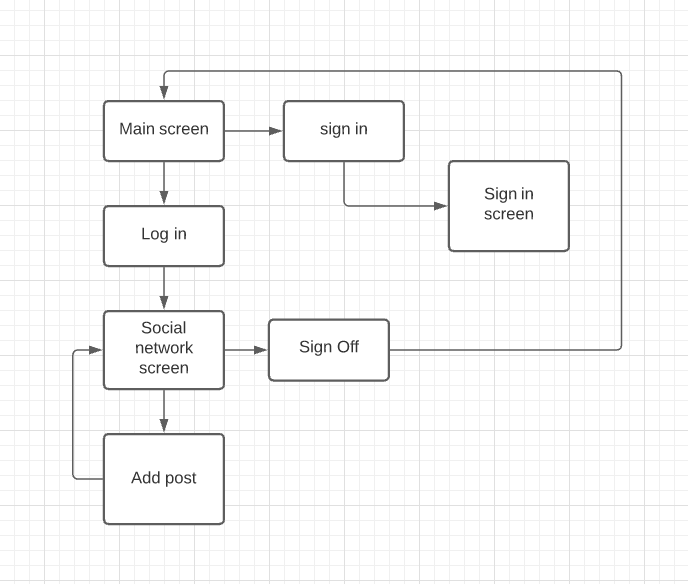 Main screen
sign in
Sign in
screen
Log in
Social
network
screen
Sign Off
Add post